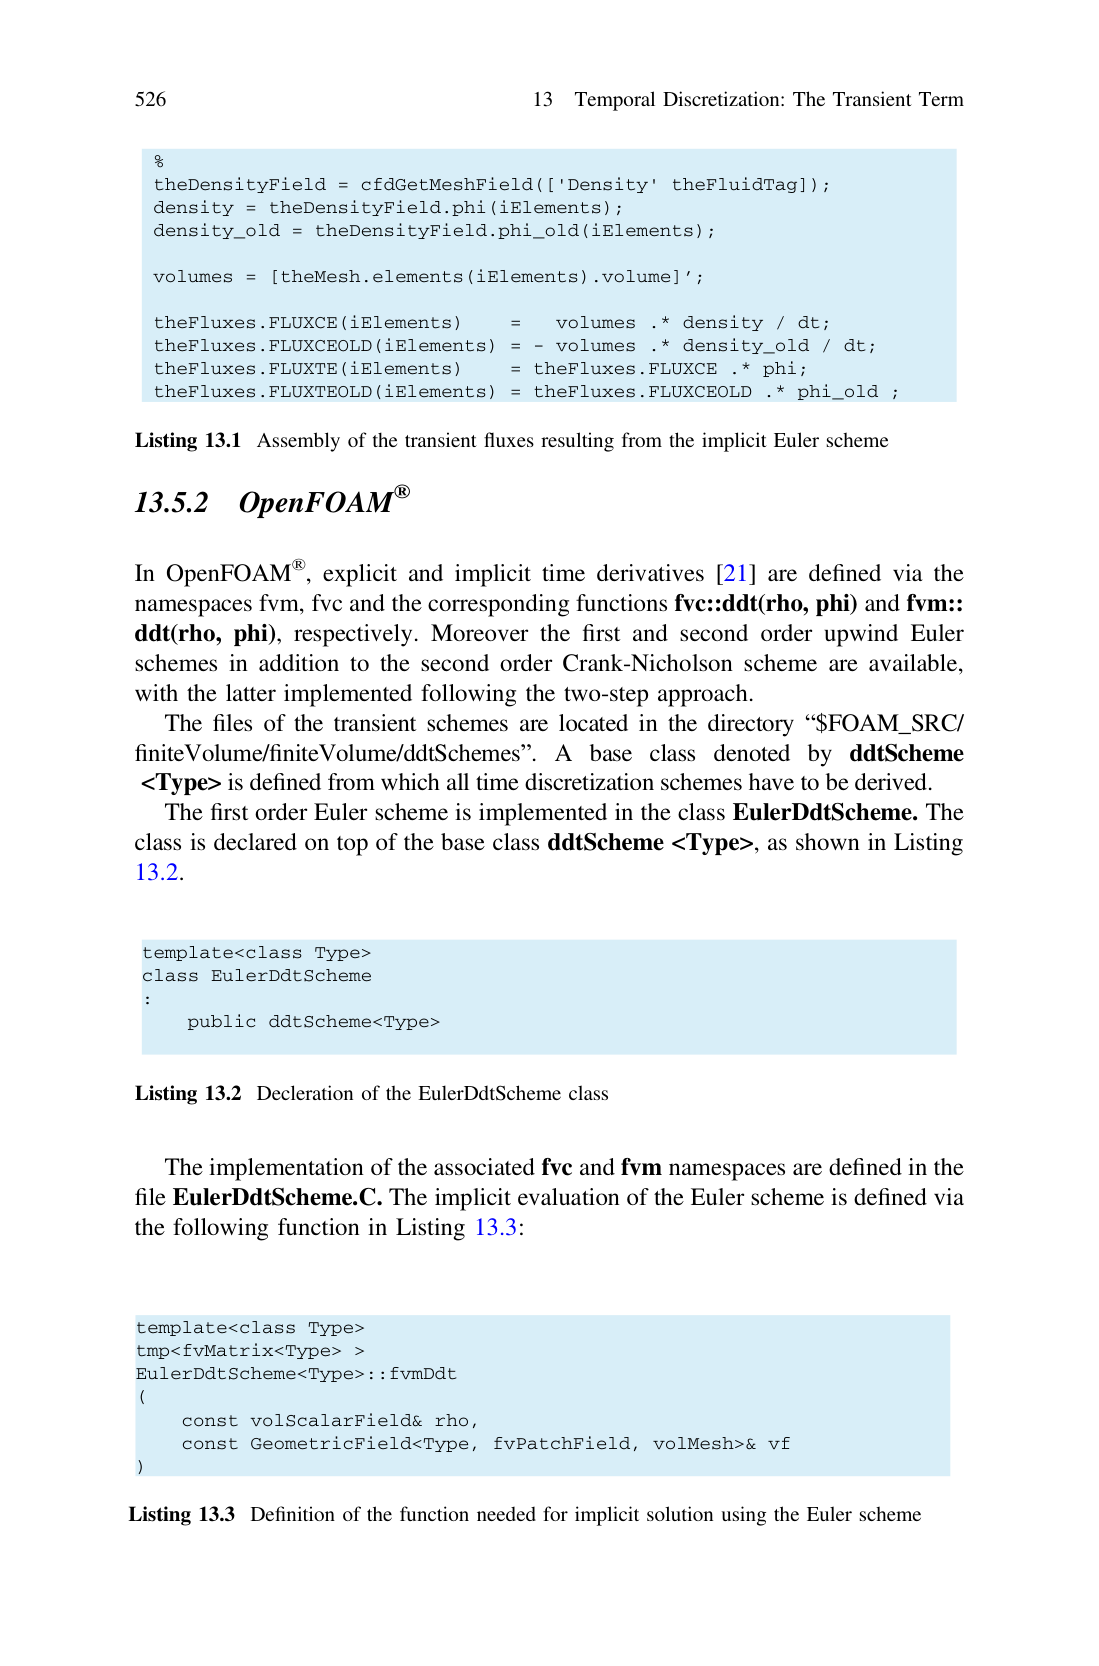 526
13 Temporal Discretization: The Transient Term
%
theDensityField = cfdGetMeshField(['Density' theFluidTag]);
density = theDensityField.phi(iElements);
density_old = theDensityField.phi_old(iElements);
volumes = [theMesh.elements(iElements).volume]’;
theFluxes.FLUXCE(iElements)    =   volumes .* density / dt;
theFluxes.FLUXCEOLD(iElements) = - volumes .* density_old / dt;
theFluxes.FLUXTE(iElements)    = theFluxes.FLUXCE .* phi;
theFluxes.FLUXTEOLD(iElements) = theFluxes.FLUXCEOLD .* phi_old ;
Listing 13.1 Assembly of the transient fluxes resulting from the implicit Euler scheme
13.5.2 OpenFOAM®
In OpenFOAM®, explicit and implicit time derivatives [21] are defined via the
namespaces fvm, fvc and the corresponding functions fvc::ddt(rho, phi) and fvm::
ddt(rho, phi), respectively. Moreover the first and second order upwind Euler
schemes in addition to the second order Crank-Nicholson scheme are available,
with the latter implemented following the two-step approach.
The files of the transient schemes are located in the directory “$FOAM_SRC/
finiteVolume/finiteVolume/ddtSchemes”. A base class denoted by ddtScheme
<Type> is defined from which all time discretization schemes have to be derived.
The first order Euler scheme is implemented in the class EulerDdtScheme. The
class is declared on top of the base class ddtScheme <Type>, as shown in Listing
13.2.
template<class Type>
class EulerDdtScheme
:
    public ddtScheme<Type>
Listing 13.2 Decleration of the EulerDdtScheme class
The implementation of the associated fvc and fvm namespaces are defined in the
file EulerDdtScheme.C. The implicit evaluation of the Euler scheme is defined via
the following function in Listing 13.3:
template<class Type>
tmp<fvMatrix<Type> >
EulerDdtScheme<Type>::fvmDdt
(
    const volScalarField& rho,
    const GeometricField<Type, fvPatchField, volMesh>& vf
)
Listing 13.3 Definition of the function needed for implicit solution using the Euler scheme